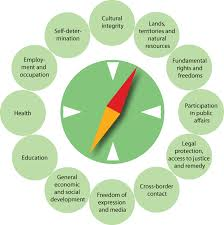 Cultural
integrity
Lands,
territories and
natural
resources
Fundamental
rights and
freedoms
Participation
in public
affairs
Legal
protection,
access to justice
and remedy
Cross-border
contact
Freedom of
expression and media
General
economic and
social
development
Education
Health
Employ-
ment and
occupation
Self-deter-
mination